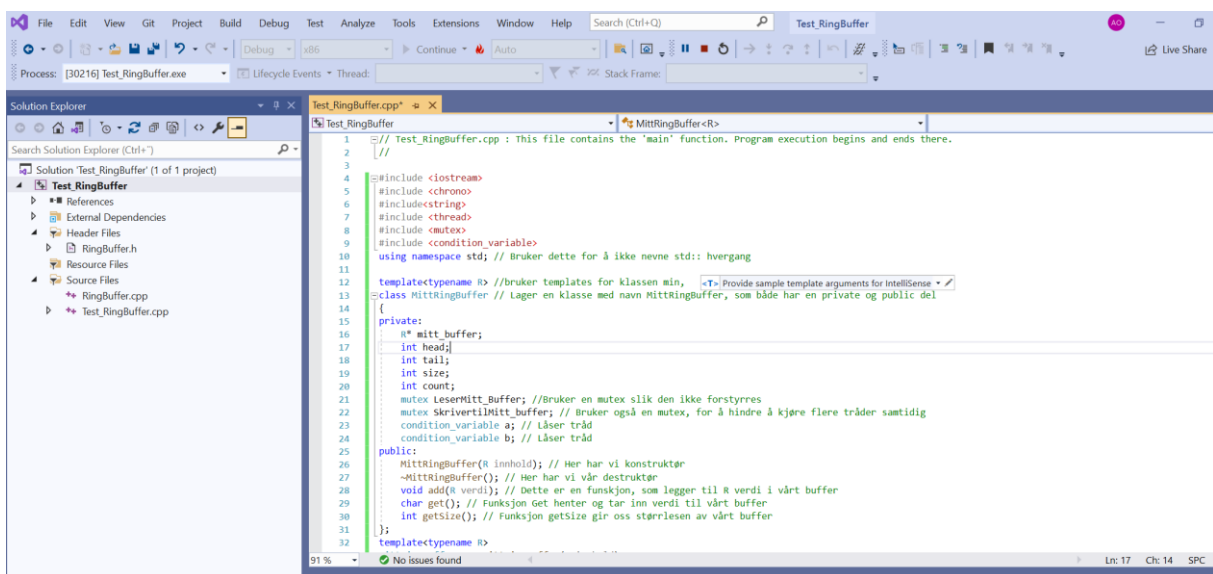 File Edit View Git Project Build Debug Test Analyze Tools Extensions Window Help Search (Ctrl+Q) Test_RingBuffer AO
Debug x86 Continue Auto Live Share
Process: [30216] Test_RingBuffer.exe Lifecycle Events Thread: Stack Frame:
Solution Explorer
Search Solution Explorer (Ctrl+¨)
Solution 'Test_RingBuffer' (1 of 1 project)
Test_RingBuffer
References
External Dependencies
Header Files
RingBuffer.h
Resource Files
Source Files
RingBuffer.cpp
Test_RingBuffer.cpp
Test_RingBuffer.cpp*
Test_RingBuffer MittRingBuffer<R>
1 // Test_RingBuffer.cpp : This file contains the 'main' function. Program execution begins and ends there.
2 //
3
4 #include <iostream>
5 #include <chrono>
6 #include<string>
7 #include <thread>
8 #include <mutex>
9 #include <condition_variable>
10 using namespace std; // Bruker dette for å ikke nevne std:: hvergang
11
12 template<typename R> //bruker templates for klassen min, <T> Provide sample template arguments for IntelliSense
13 class MittRingBuffer // Lager en klasse med navn MittRingBuffer, som både har en private og public del
14 {
15 private:
16 R* mitt_buffer;
17 int head;
18 int tail;
19 int size;
20 int count;
21 mutex LeserMitt_Buffer; //Bruker en mutex slik den ikke forstyrres
22 mutex SkrivertilMitt_buffer; // Bruker også en mutex, for å hindre å kjøre flere tråder samtidig
23 condition_variable a; // Låser tråd
24 condition_variable b; // Låser tråd
25 public:
26 MittRingBuffer(R innhold); // Her har vi konstruktør
27 ~MittRingBuffer(); // Her har vi vår destruktør
28 void add(R verdi); // Dette er en funskjon, som legger til R verdi i vårt buffer
29 char get(); // Funksjon Get henter og tar inn verdi til vårt buffer
30 int getSize(); // Funksjon getSize gir oss størrlesen av vårt buffer
31 };
32 template<typename R>
91 % No issues found Ln: 17 Ch: 14 SPC